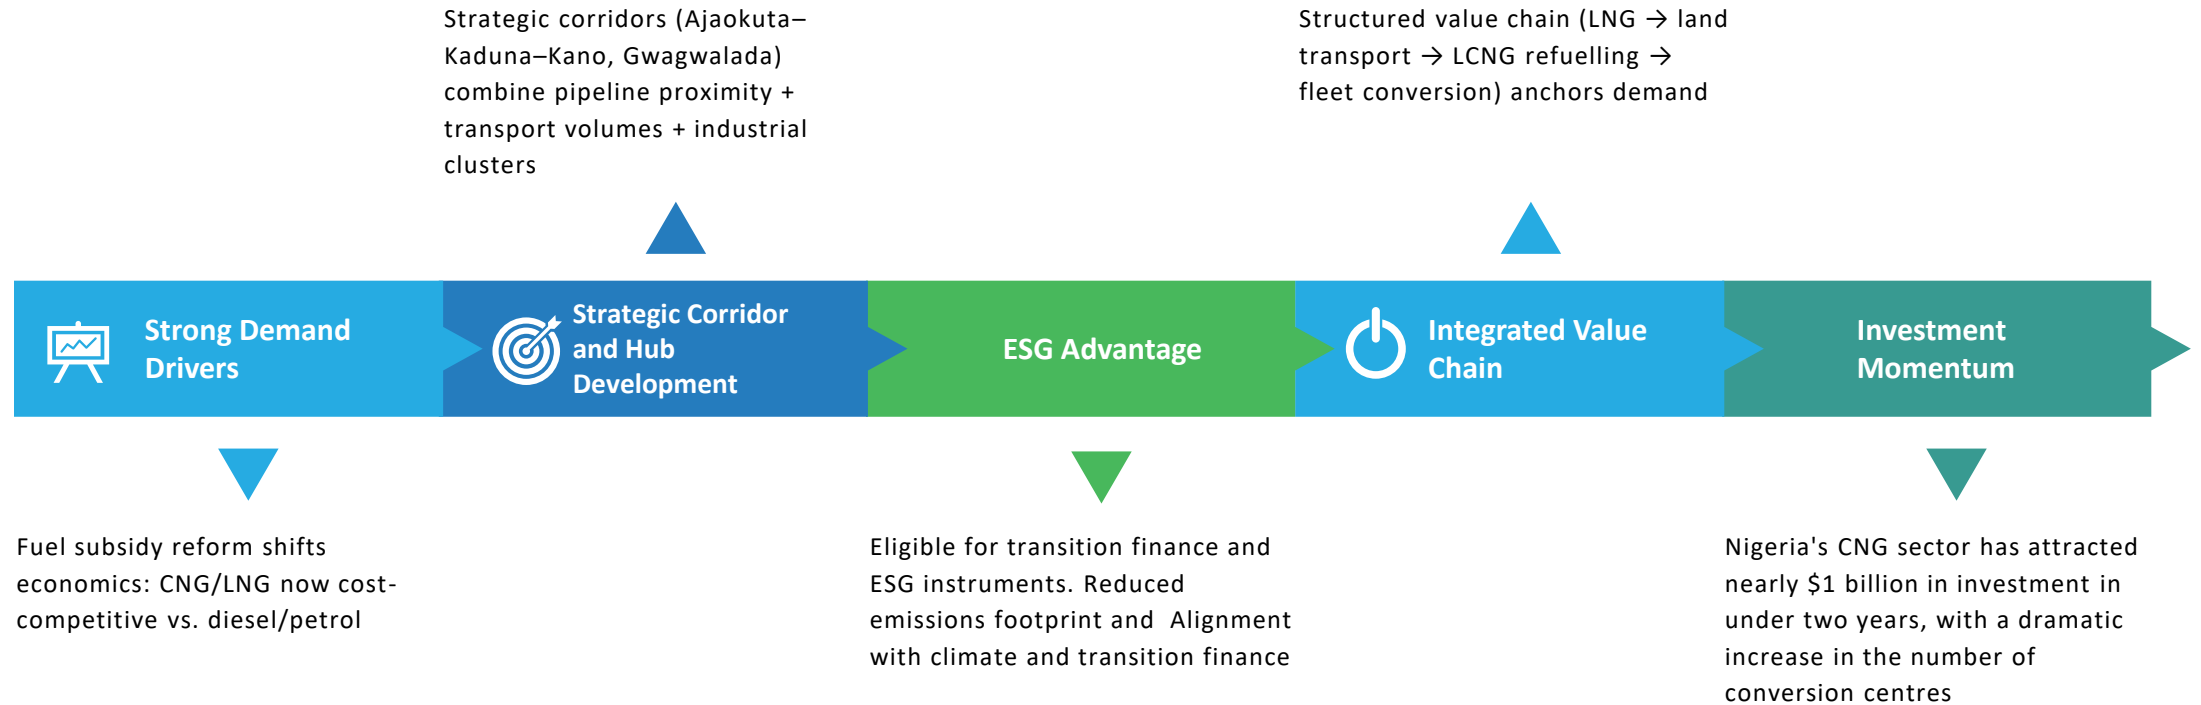 Strategic corridors (Ajaokuta–
Kaduna–Kano, Gwagwalada)
combine pipeline proximity +
transport volumes + industrial
clusters
Structured value chain (LNG → land
transport → LCNG refuelling →
fleet conversion) anchors demand
Strong Demand
Drivers
Strategic Corridor
and Hub
Development
ESG Advantage
Integrated Value
Chain
Investment
Momentum
Fuel subsidy reform shifts
economics: CNG/LNG now cost-
competitive vs. diesel/petrol
Eligible for transition finance and
ESG instruments. Reduced
emissions footprint and  Alignment
with climate and transition finance
Nigeria's CNG sector has attracted
nearly $1 billion in investment in
under two years, with a dramatic
increase in the number of
conversion centres